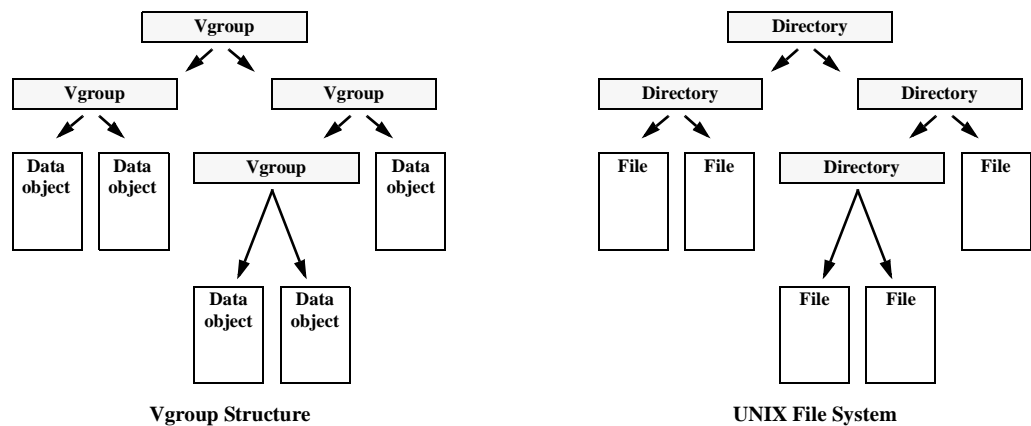 Vgroup
Vgroup
Vgroup
Data
object
Data
object
Vgroup
Data
object
Data
object
Data
object
Vgroup Structure
Directory
Directory
Directory
File
File
Directory
File
File
File
UNIX File System